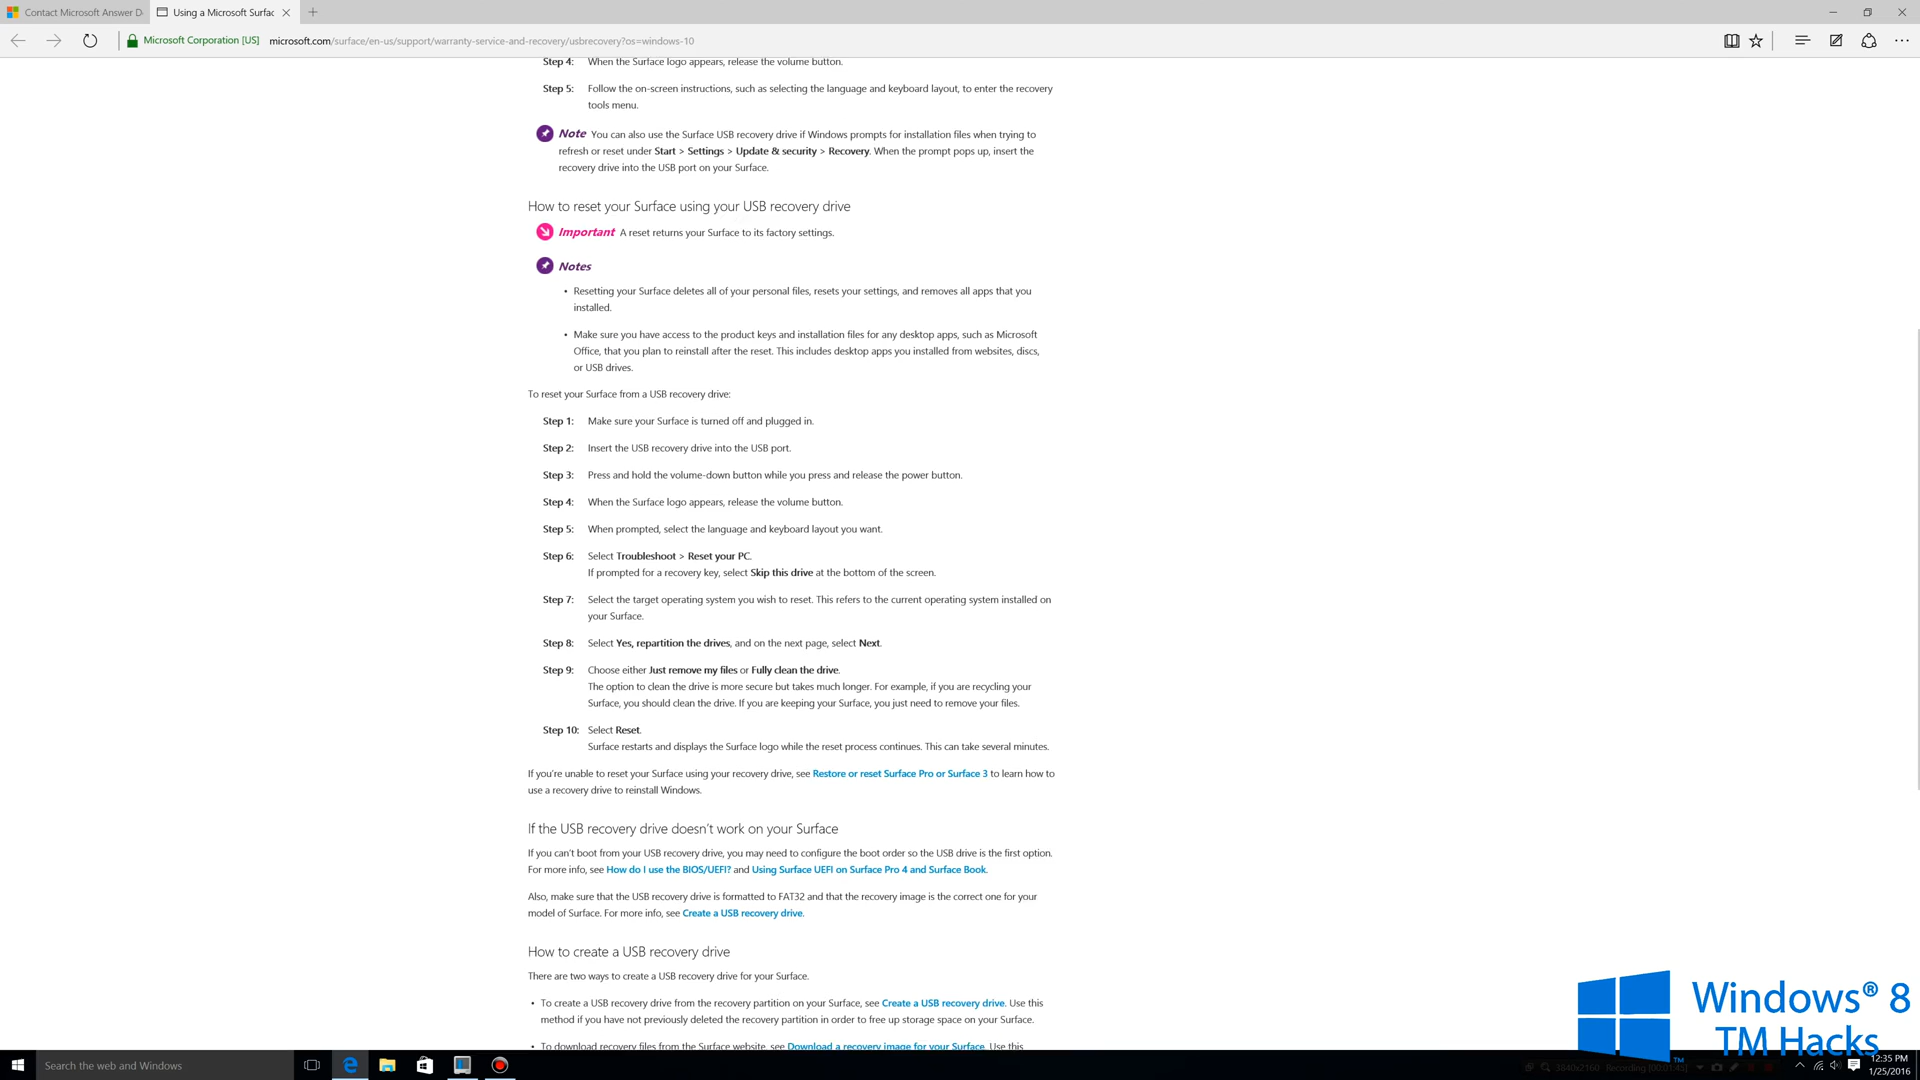 Contact Microsoft Answer D
Using a Microsoft Surfac
Microsoft Corporation [US] microsoft.com/surface/en-us/support/warranty-service-and-recovery/usbrecovery?os=windows-10
Step 4: When the Surface logo appears, release the volume button.
Step 5: Follow the on-screen instructions, such as selecting the language and keyboard layout, to enter the recovery
tools menu.
Note You can also use the Surface USB recovery drive if Windows prompts for installation files when trying to
refresh or reset under Start > Settings > Update & security > Recovery. When the prompt pops up, insert the
recovery drive into the USB port on your Surface.
How to reset your Surface using your USB recovery drive
Important A reset returns your Surface to its factory settings.
Notes
• Resetting your Surface deletes all of your personal files, resets your settings, and removes all apps that you
installed.
• Make sure you have access to the product keys and installation files for any desktop apps, such as Microsoft
Office, that you plan to reinstall after the reset. This includes desktop apps you installed from websites, discs,
or USB drives.
To reset your Surface from a USB recovery drive:
Step 1: Make sure your Surface is turned off and plugged in.
Step 2: Insert the USB recovery drive into the USB port.
Step 3: Press and hold the volume-down button while you press and release the power button.
Step 4: When the Surface logo appears, release the volume button.
Step 5: When prompted, select the language and keyboard layout you want.
Step 6: Select Troubleshoot > Reset your PC.
If prompted for a recovery key, select Skip this drive at the bottom of the screen.
Step 7: Select the target operating system you wish to reset. This refers to the current operating system installed on
your Surface.
Step 8: Select Yes, repartition the drives, and on the next page, select Next.
Step 9: Choose either Just remove my files or Fully clean the drive.
The option to clean the drive is more secure but takes much longer. For example, if you are recycling your
Surface, you should clean the drive. If you are keeping your Surface, you just need to remove your files.
Step 10: Select Reset.
Surface restarts and displays the Surface logo while the reset process continues. This can take several minutes.
If you're unable to reset your Surface using your recovery drive, see Restore or reset Surface Pro or Surface 3 to learn how to
use a recovery drive to reinstall Windows.
If the USB recovery drive doesn't work on your Surface
If you can't boot from your USB recovery drive, you may need to configure the boot order so the USB drive is the first option.
For more info, see How do I use the BIOS/UEFI? and Using Surface UEFI on Surface Pro 4 and Surface Book.
Also, make sure that the USB recovery drive is formatted to FAT32 and that the recovery image is the correct one for your
model of Surface. For more info, see Create a USB recovery drive.
How to create a USB recovery drive
There are two ways to create a USB recovery drive for your Surface.
• To create a USB recovery drive from the recovery partition on your Surface, see Create a USB recovery drive. Use this
method if you have not previously deleted the recovery partition in order to free up storage space on your Surface.
• To download recovery files from the Surface website, see Download a recovery image for your Surface. Use this
Windows® 8
TM Hacks
TM
Search the web and Windows
3840x2160 Recording [00:01:43]
12:35 PM
1/25/2016